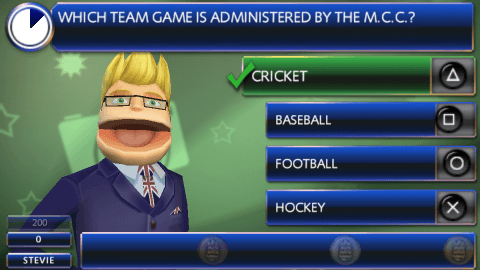 WHICH TEAM GAME IS ADMINISTERED BY THE M.C.C.?
CRICKET
BASEBALL
FOOTBALL
HOCKEY
200
0
STEVIE